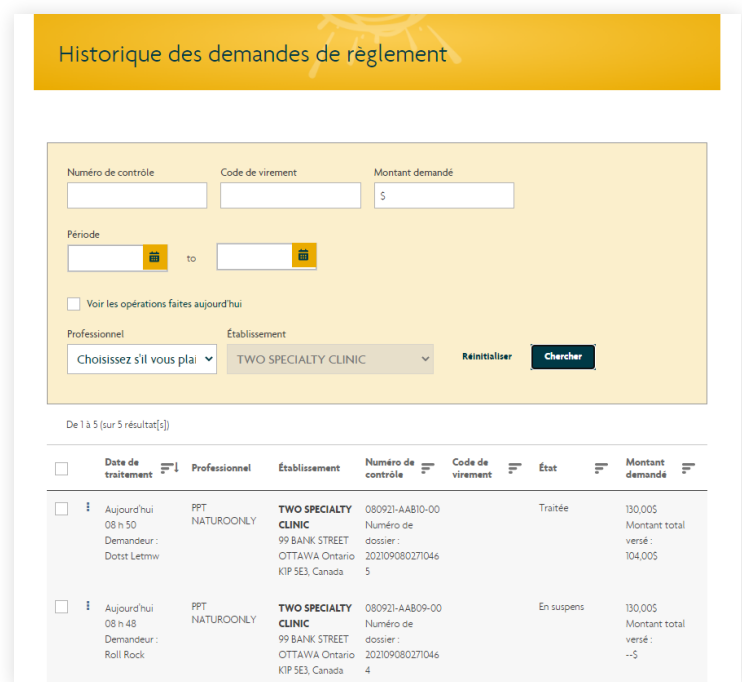 Historique des demandes de règlement
Numéro de contrôle Code de virement Montant demandé
$
Période
to
Voir les opérations faites aujourd'hui
Professionnel Établissement
Choisissez s'il vous plai TWO SPECIALTY CLINIC Réinitialiser Chercher
De 1 à 5 (sur 5 résultat[s])
Date de traitement Professionnel Établissement Numéro de contrôle Code de virement État Montant demandé
Aujourd'hui PPT TWO SPECIALTY 080921-AAB10-00 Traitée 130,00$
08 h 50 NATUROONLY CLINIC Numéro de Montant total
Demandeur : 99 BANK STREET dossier : versé :
Dotst Letmw OTTAWA Ontario 202109080271046 104,00$
K1P 5E3, Canada 5
Aujourd'hui PPT TWO SPECIALTY 080921-AAB09-00 En suspens 130,00$
08 h 48 NATUROONLY CLINIC Numéro de Montant total
Demandeur : 99 BANK STREET dossier : versé :
Roll Rock OTTAWA Ontario 202109080271046 --$
K1P 5E3, Canada 4